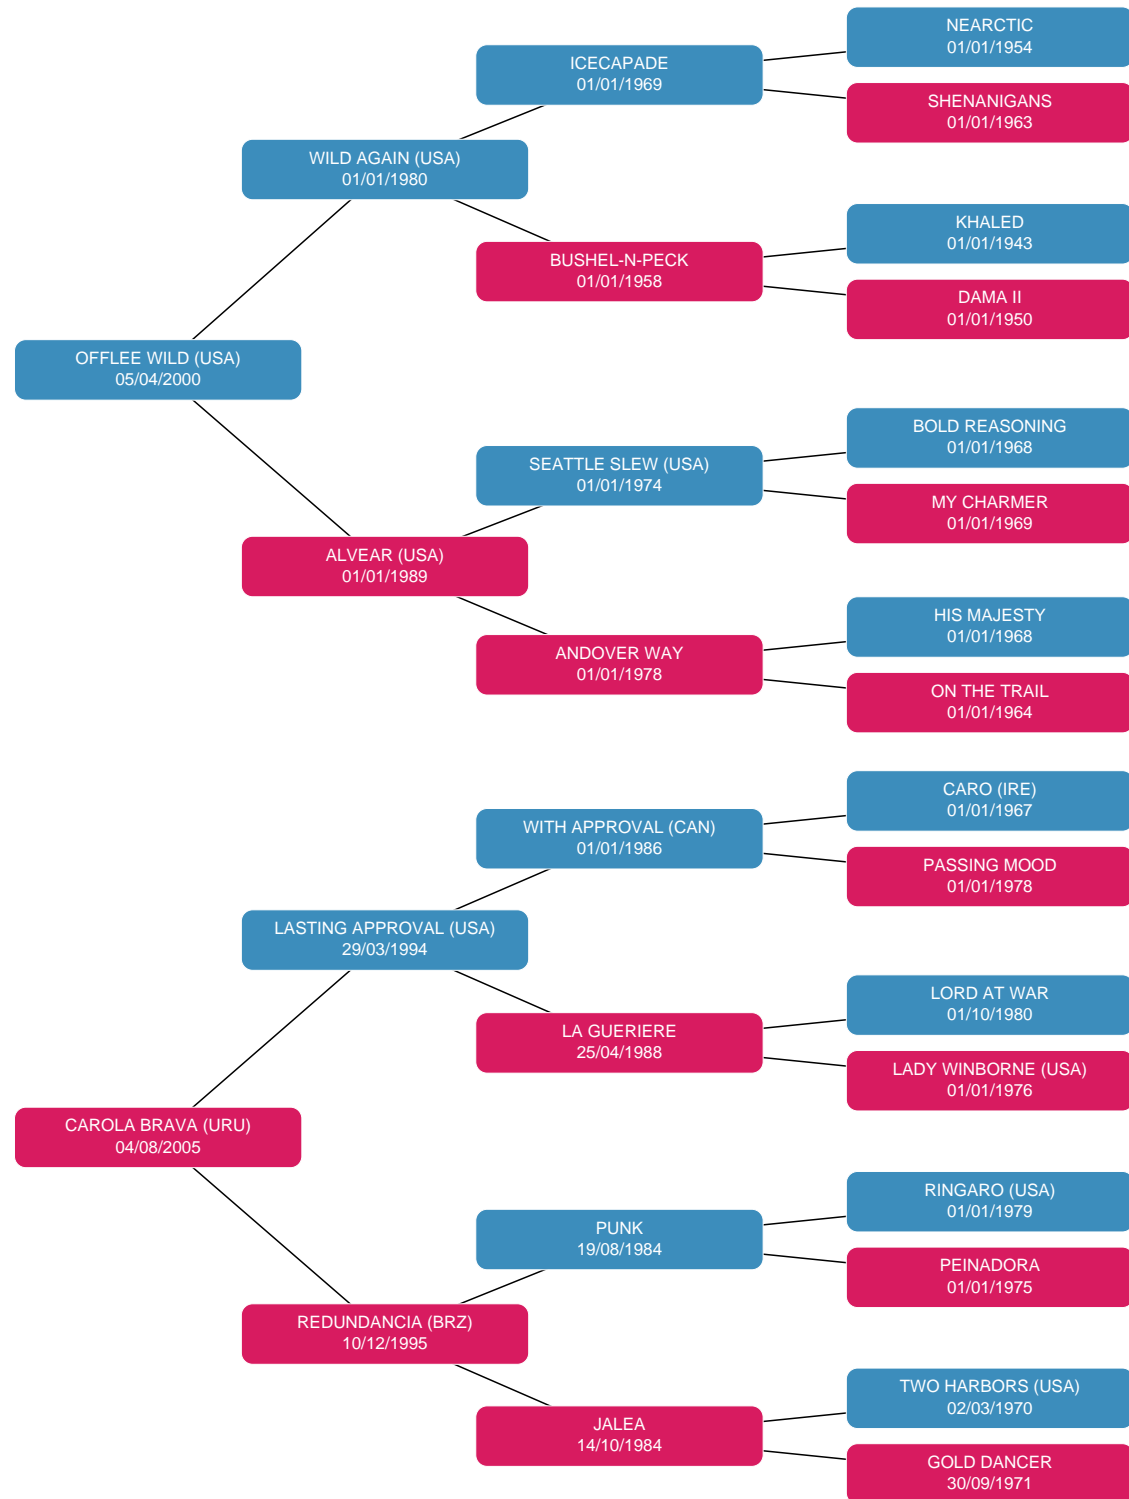 NEARCTIC
01/01/1954
ICECAPADE
01/01/1969
SHENANIGANS
01/01/1963
WILD AGAIN (USA)
01/01/1980
KHALED
01/01/1943
BUSHEL-N-PECK
01/01/1958
DAMA II
01/01/1950
OFFLEE WILD (USA)
05/04/2000
BOLD REASONING
01/01/1968
SEATTLE SLEW (USA)
01/01/1974
MY CHARMER
01/01/1969
ALVEAR (USA)
01/01/1989
HIS MAJESTY
01/01/1968
ANDOVER WAY
01/01/1978
ON THE TRAIL
01/01/1964
CARO (IRE)
01/01/1967
WITH APPROVAL (CAN)
01/01/1986
PASSING MOOD
01/01/1978
LASTING APPROVAL (USA)
29/03/1994
LORD AT WAR
01/10/1980
LA GUERIERE
25/04/1988
LADY WINBORNE (USA)
01/01/1976
CAROLA BRAVA (URU)
04/08/2005
RINGARO (USA)
01/01/1979
PUNK
19/08/1984
PEINADORA
01/01/1975
REDUNDANCIA (BRZ)
10/12/1995
TWO HARBORS (USA)
02/03/1970
JALEA
14/10/1984
GOLD DANCER
30/09/1971